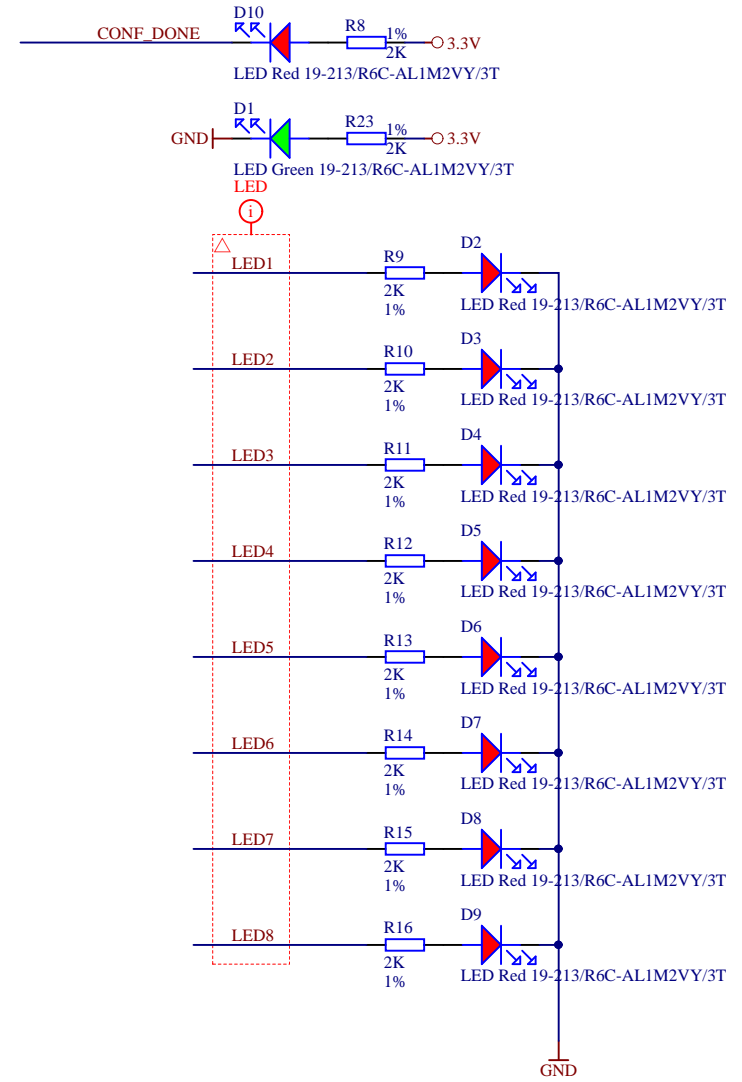 D10
CONF_DONE
R8
1%
2K
3.3V
LED Red 19-213/R6C-AL1M2VY/3T
D1
GND
R23
1%
2K
3.3V
LED Green 19-213/R6C-AL1M2VY/3T
LED
i
LED1
R9
2K
1%
D2
LED Red 19-213/R6C-AL1M2VY/3T
LED2
R10
2K
1%
D3
LED Red 19-213/R6C-AL1M2VY/3T
LED3
R11
2K
1%
D4
LED Red 19-213/R6C-AL1M2VY/3T
LED4
R12
2K
1%
D5
LED Red 19-213/R6C-AL1M2VY/3T
LED5
R13
2K
1%
D6
LED Red 19-213/R6C-AL1M2VY/3T
LED6
R14
2K
1%
D7
LED Red 19-213/R6C-AL1M2VY/3T
LED7
R15
2K
1%
D8
LED Red 19-213/R6C-AL1M2VY/3T
LED8
R16
2K
1%
D9
LED Red 19-213/R6C-AL1M2VY/3T
GND